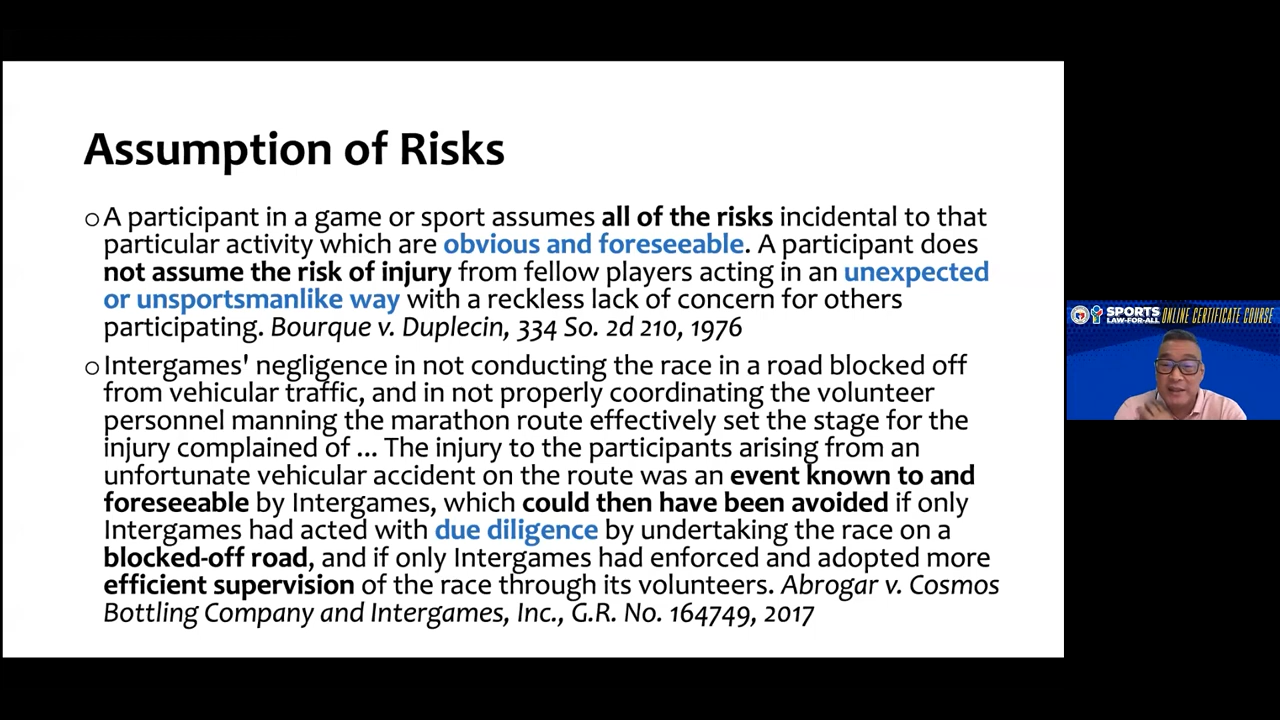 Assumption of Risks
○A participant in a game or sport assumes all of the risks incidental to that
particular activity which are obvious and foreseeable. A participant does
not assume the risk of injury from fellow players acting in an unexpected
or unsportsmanlike way with a reckless lack of concern for others
participating. Bourque v. Duplecin, 334 So. 2d 210, 1976
○Intergames' negligence in not conducting the race in a road blocked off
from vehicular traffic, and in not properly coordinating the volunteer
personnel manning the marathon route effectively set the stage for the
injury complained of ... The injury to the participants arising from an
unfortunate vehicular accident on the route was an event known to and
foreseeable by Intergames, which could then have been avoided if only
Intergames had acted with due diligence by undertaking the race on a
blocked-off road, and if only Intergames had enforced and adopted more
efficient supervision of the race through its volunteers. Abrogar v. Cosmos
Bottling Company and Intergames, Inc., G.R. No. 164749, 2017
SPORTS
LAW-FOR-ALL
ONLINE CERTIFICATE COURSE